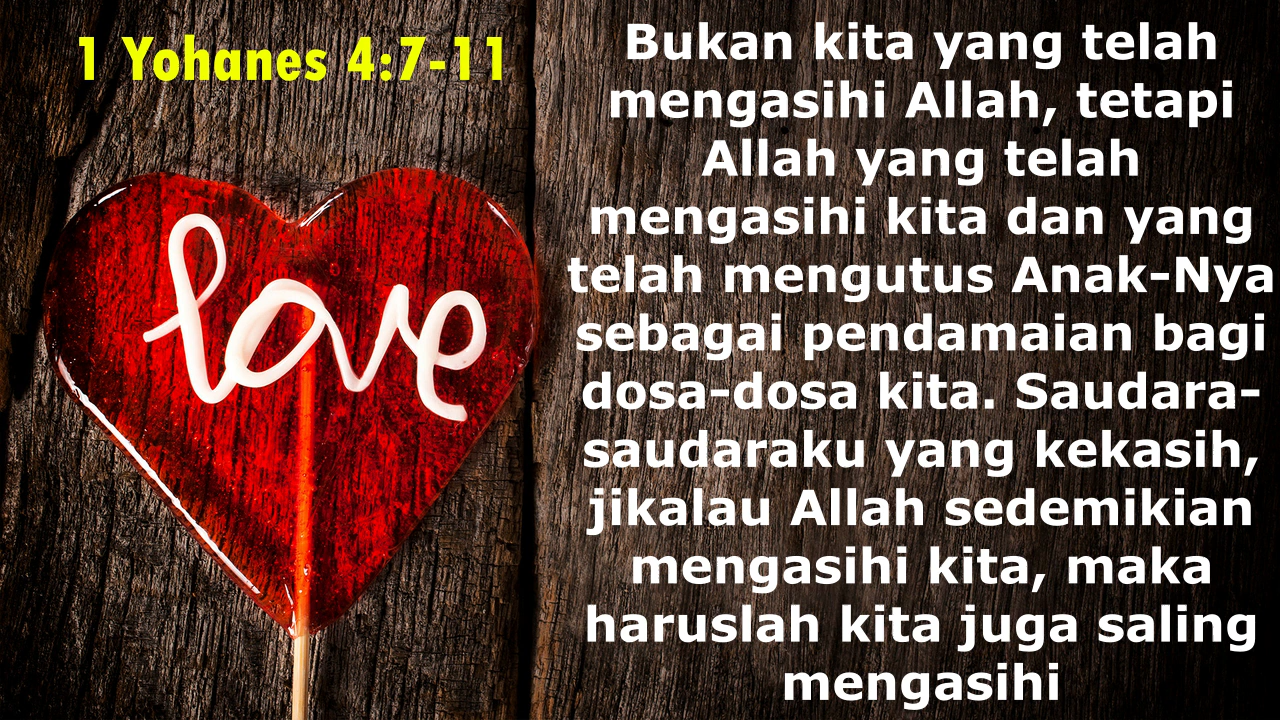 1 Yohanes 4:7-11
love
Bukan kita yang telah
mengasihi Allah, tetapi
Allah yang telah
mengasihi kita dan yang
telah mengutus Anak-Nya
sebagai pendamaian bagi
dosa-dosa kita. Saudara-
saudaraku yang kekasih,
jikalau Allah sedemikian
mengasihi kita, maka
haruslah kita juga saling
mengasihi